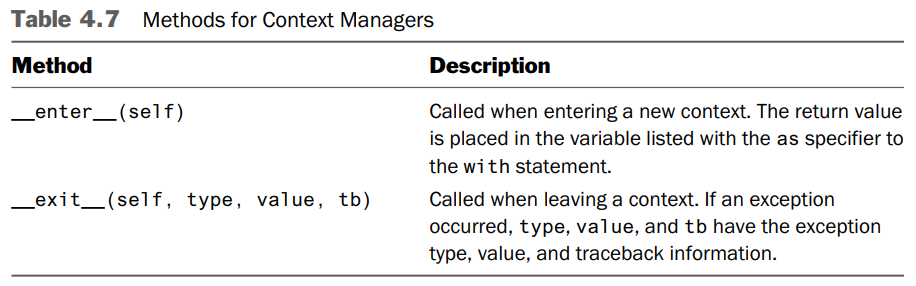 Table 4.7 Methods for Context Managers
Method Description
__enter__(self) Called when entering a new context. The return value
is placed in the variable listed with the as specifier to
the with statement.
__exit__(self, type, value, tb) Called when leaving a context. If an exception
occurred, type, value, and tb have the exception
type, value, and traceback information.